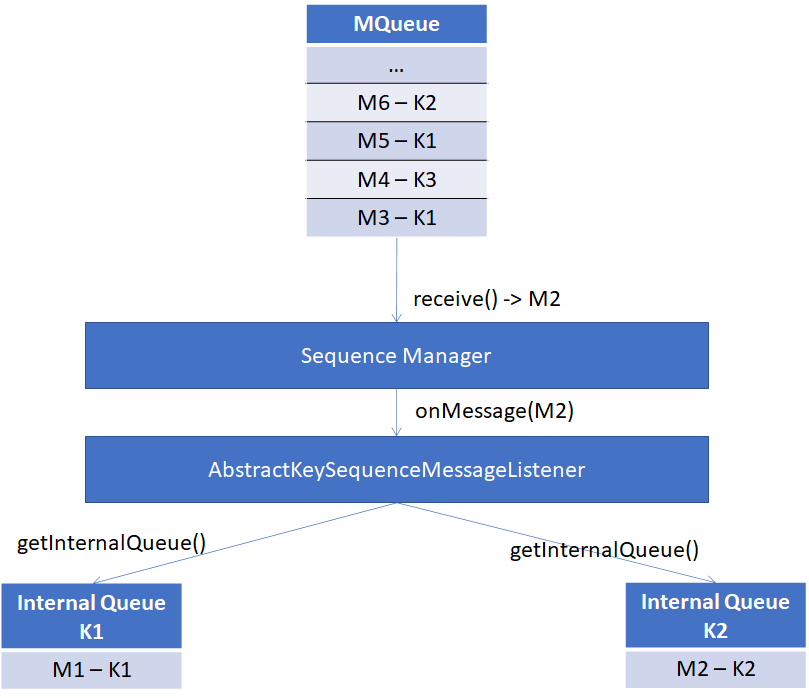 MQueue
...
M6 – K2
M5 – K1
M4 – K3
M3 – K1
receive() -> M2
Sequence Manager
onMessage(M2)
AbstractKeySequenceMessageListener
getInternalQueue()
getInternalQueue()
Internal Queue
K1
M1 – K1
Internal Queue
K2
M2 – K2